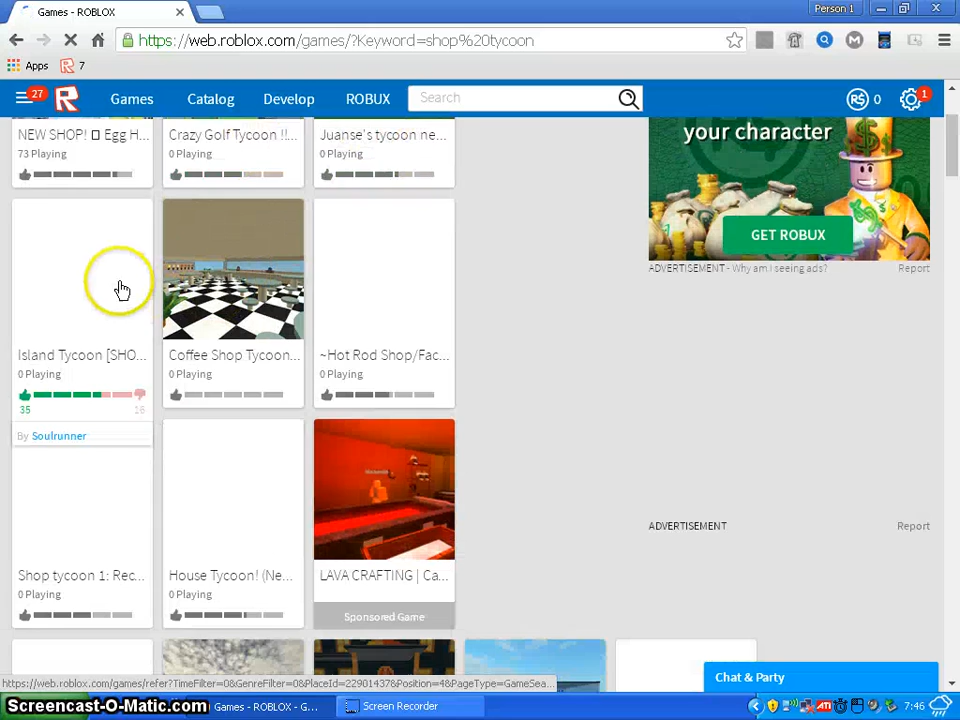 Games - ROBLOX
Person 1
https://web.roblox.com/games/?Keyword=shop%20tycoon
Apps
7
27
Games
Catalog
Develop
ROBUX
Search
0
1
NEW SHOP! Egg H...
73 Playing
Crazy Golf Tycoon !!...
0 Playing
Juanse's tycoon ne...
0 Playing
your character
GET ROBUX
ADVERTISEMENT - Why am I seeing ads?
Report
Island Tycoon [SHO...
0 Playing
35
16
By Soulrunner
Coffee Shop Tycoon...
0 Playing
~Hot Rod Shop/Fac...
0 Playing
ADVERTISEMENT
Report
Shop tycoon 1: Rec...
0 Playing
House Tycoon! (Ne...
0 Playing
LAVA CRAFTING | Ca...
Sponsored Game
Chat & Party
https://web.roblox.com/games/refer?TimeFilter=0&GenreFilter=0&PlaceId=22901437&Position=4&PageType=GameSea...
Screencast-O-Matic.com
Games - ROBLOX - G...
Screen Recorder
ATI
7:46